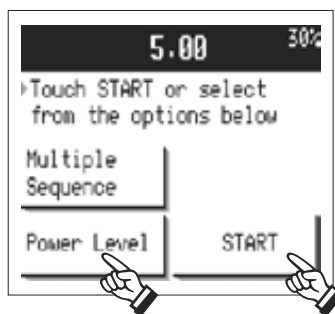 5.00 30%
Touch START or select
from the options below
Multiple
Sequence
Power Level START